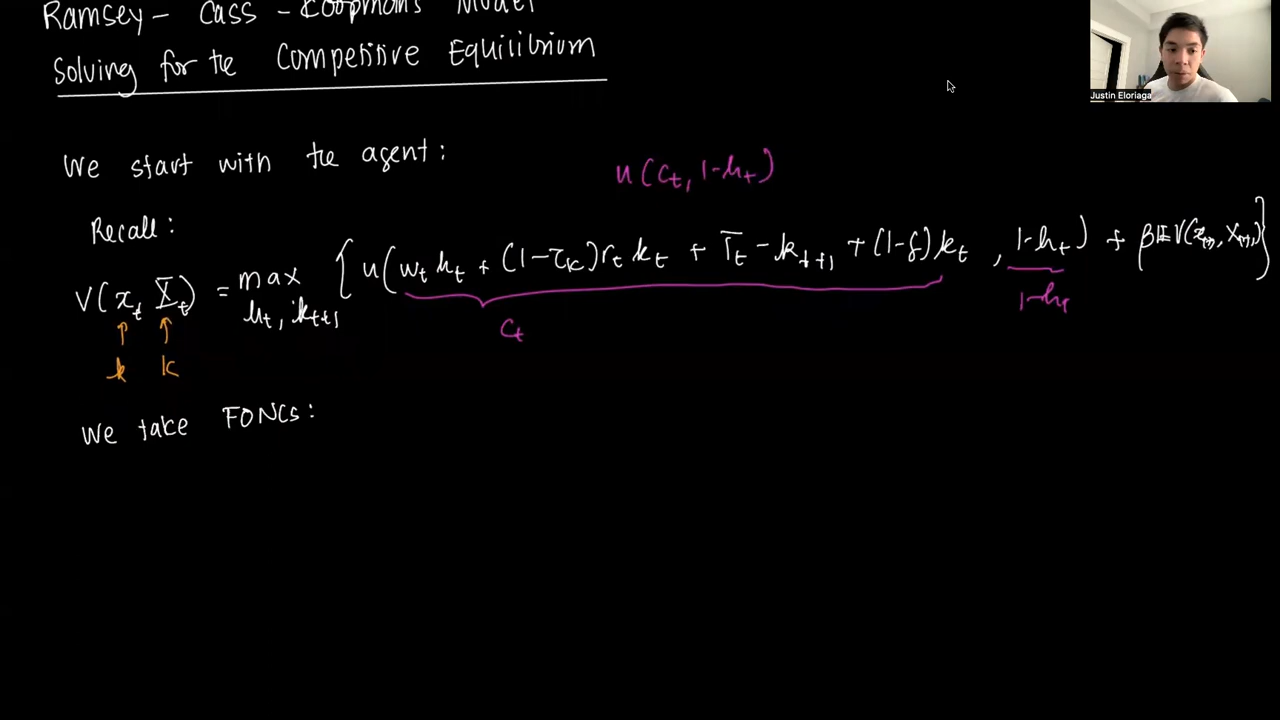 Ramsey - Cass - Koopmans Model
Solving for the Competitive Equilibrium
Justin Eloriaga
We start with the agent:
u(c_t, 1-h_t)
Recall:
V(x_t, X_t) = max_{h_t, k_{t+1}} { u(w_t h_t + (1-τ_k) r_t k_t + T_t - k_{t+1} + (1-δ) k_t , 1-h_t) + β𝔼V(x_{t+1}, X_{t+1}) }
c_t
1-h_t
k K
We take FONCs: